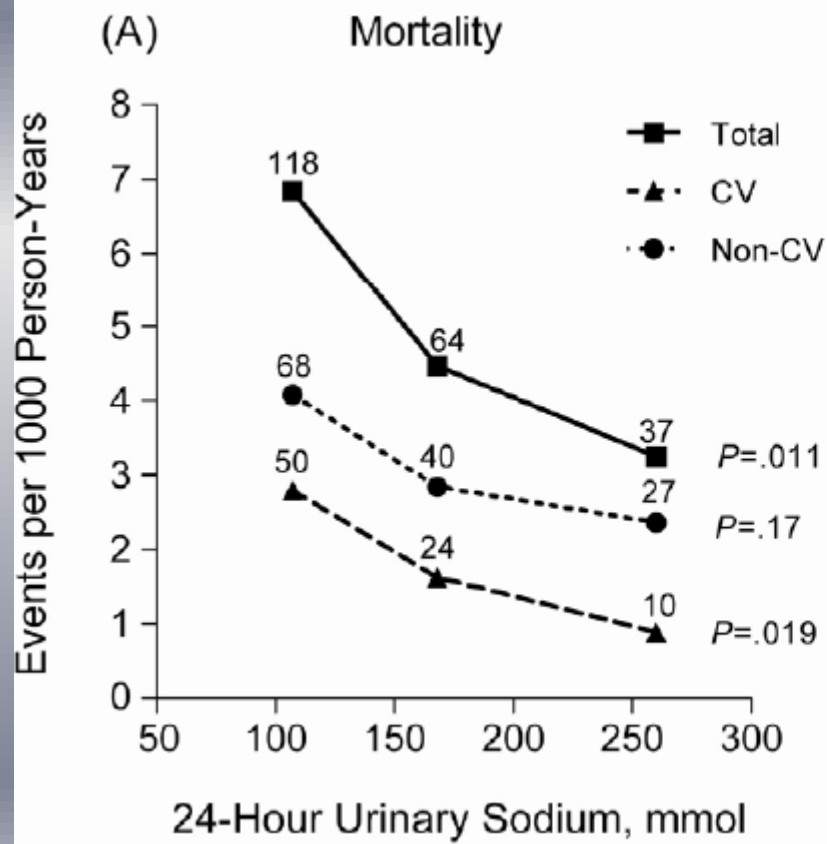 (A) Mortality
Events per 1000 Person-Years
8
7
6
5
4
3
2
1
0
118
64
37
68
40
27
50
24
10
Total
CV
Non-CV
P=.011
P=.17
P=.019
50 100 150 200 250 300
24-Hour Urinary Sodium, mmol